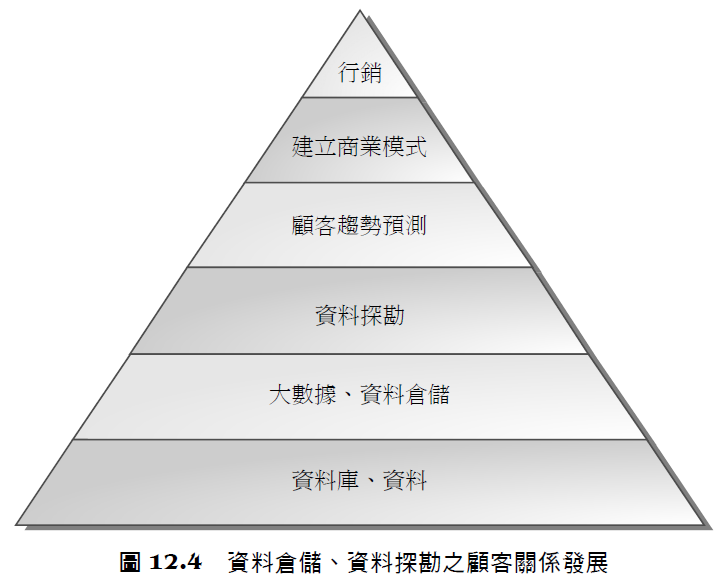 行銷
建立商業模式
顧客趨勢預測
資料探勘
大數據、資料倉儲
資料庫、資料
圖 12.4　資料倉儲、資料探勘之顧客關係發展